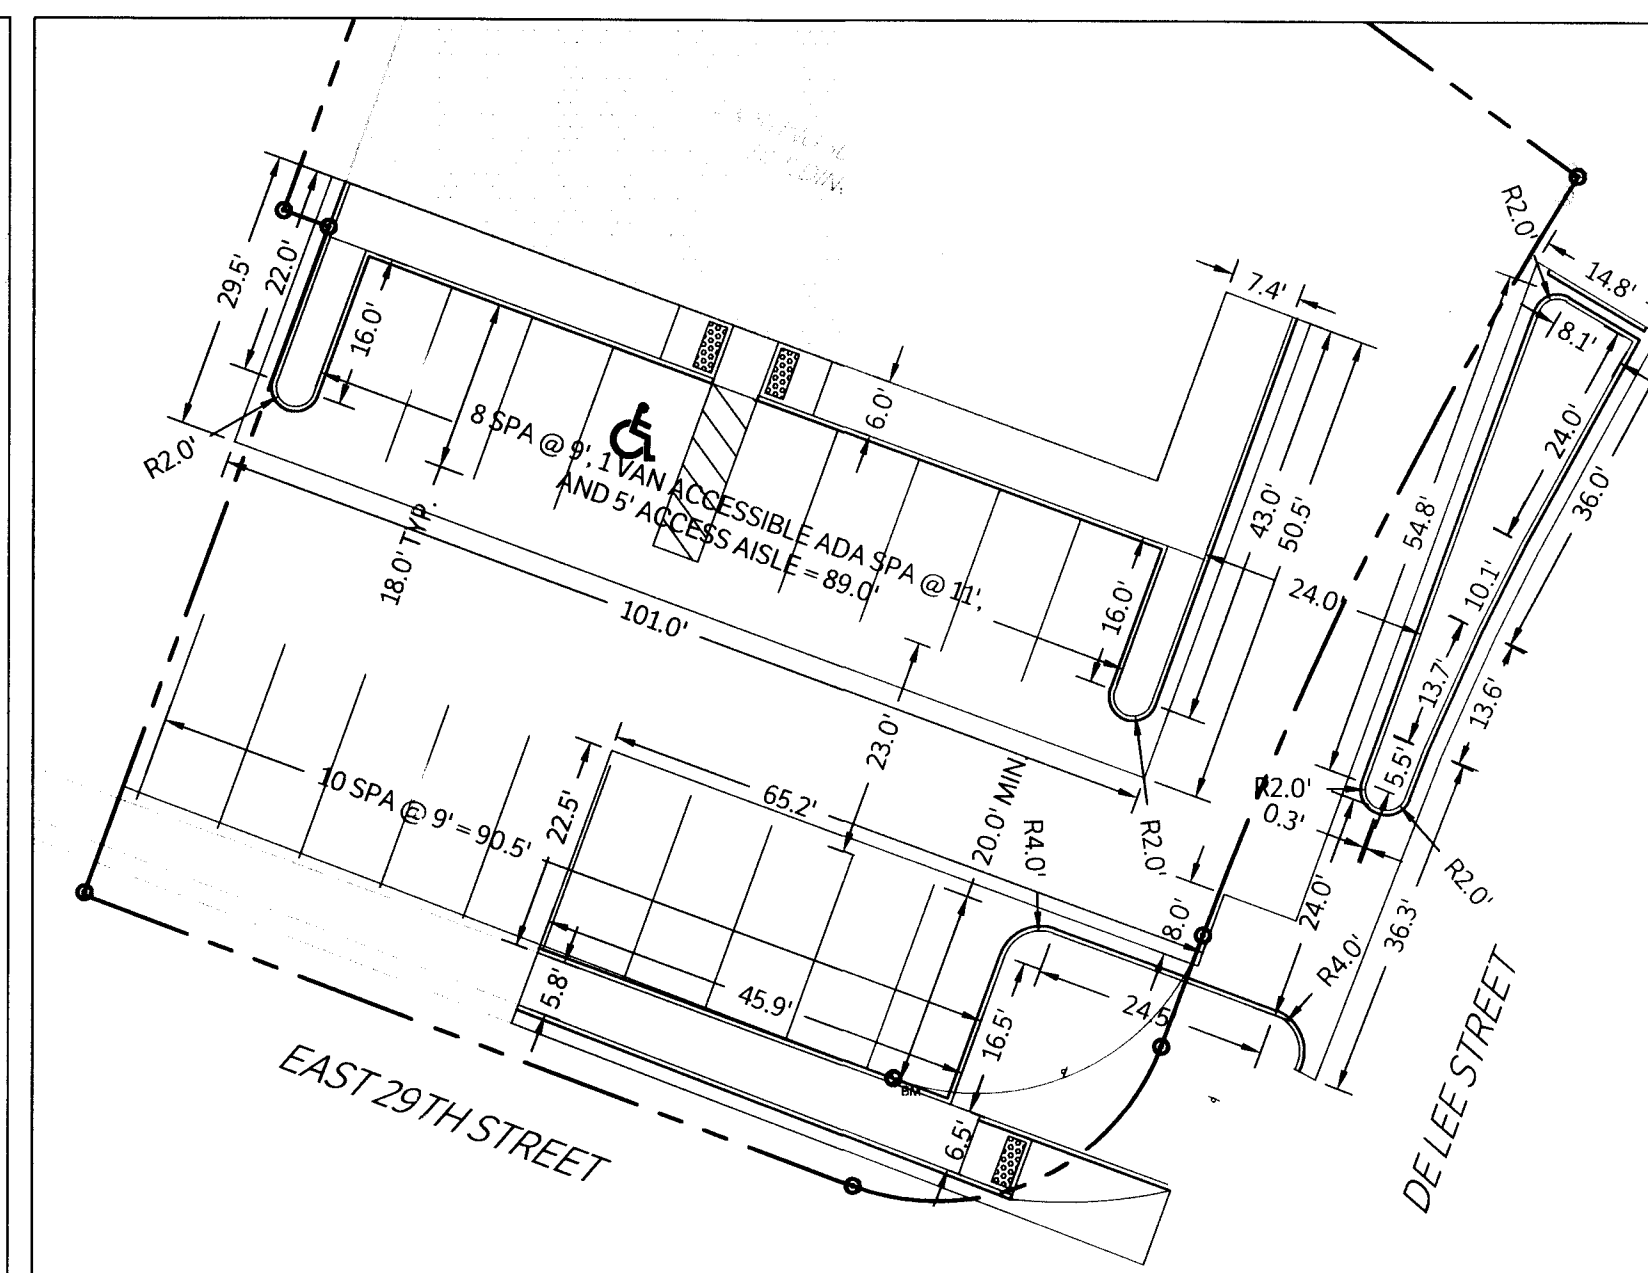 R2.0'
14.8'
7.4'
29.5'
22.0'
8.1'
16.0'
6.0'
24.0'
8 SPA @ 9', 1 VAN ACCESSIBLE ADA SPA @ 11',
AND 5' ACCESS AISLE = 89.0'
R2.0'
36.0'
43.0'
50.5'
54.8'
18.0' TYP.
10.1'
24.0'
16.0'
101.0'
13.7'
13.6'
23.0'
5.5'
10 SPA @ 9' = 90.5'
22.5'
65.2'
20.0' MIN
R4.0'
R2.0'
R2.0'
0.3'
R2.0'
8.0'
24.0'
36.3'
R4.0'
5.8'
45.9'
16.5'
24.5
BM
6.5'
EAST 29TH STREET
DE LEE STREET